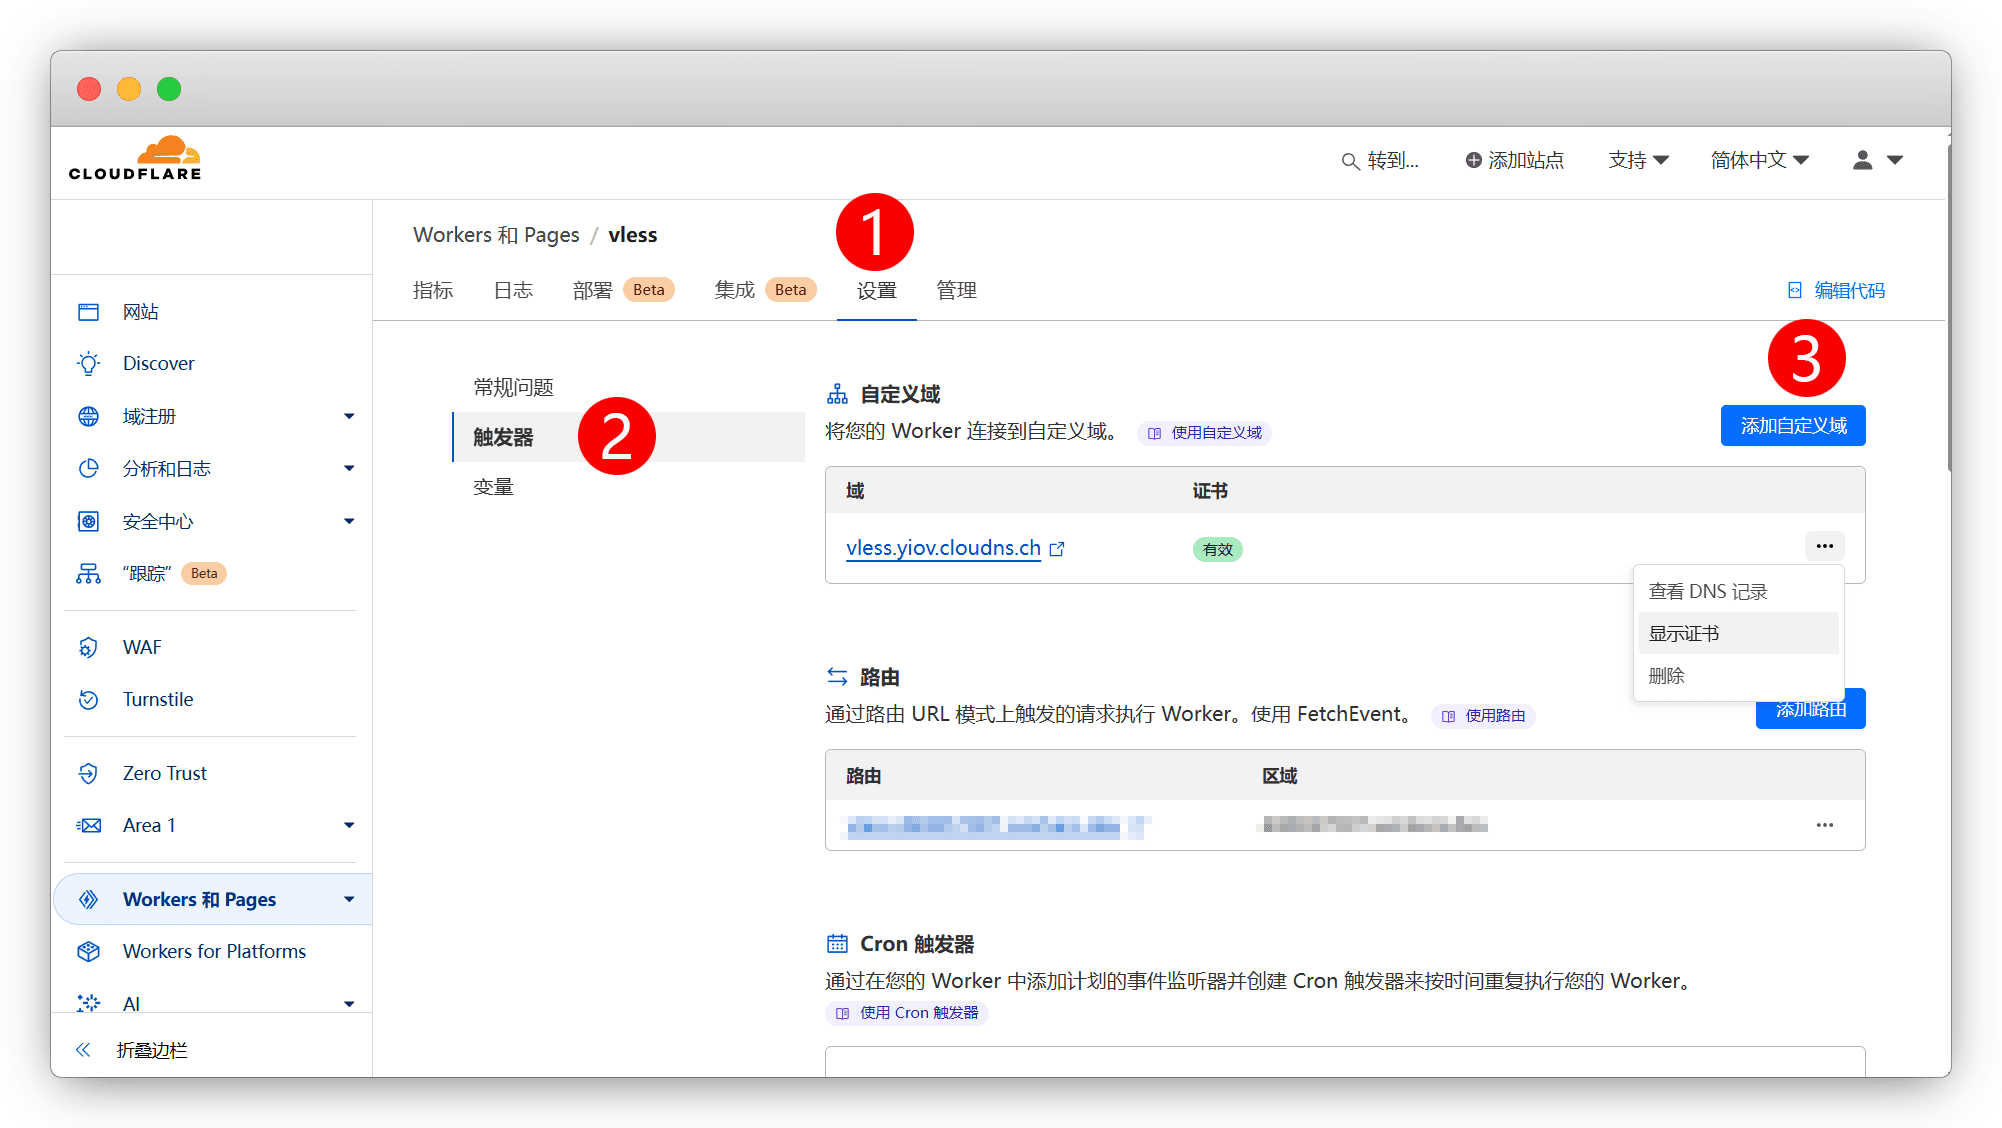 CLOUDFLARE
转到...
添加站点
支持
简体中文
网站
Discover
域注册
分析和日志
安全中心
“跟踪” Beta
WAF
Turnstile
Zero Trust
Area 1
Workers 和 Pages
Workers for Platforms
AI
折叠边栏
Workers 和 Pages / vless
1
指标
日志
部署 Beta
集成 Beta
设置
管理
编辑代码
常规问题
触发器
2
变量
自定义域
3
将您的 Worker 连接到自定义域。 使用自定义域
添加自定义域
域 证书
vless.yiov.cloudns.ch 有效
查看 DNS 记录
显示证书
删除
路由
通过路由 URL 模式上触发的请求执行 Worker。使用 FetchEvent。 使用路由
添加路由
路由 区域
Cron 触发器
通过在您的 Worker 中添加计划的事件监听器并创建 Cron 触发器来按时间重复执行您的 Worker。
使用 Cron 触发器